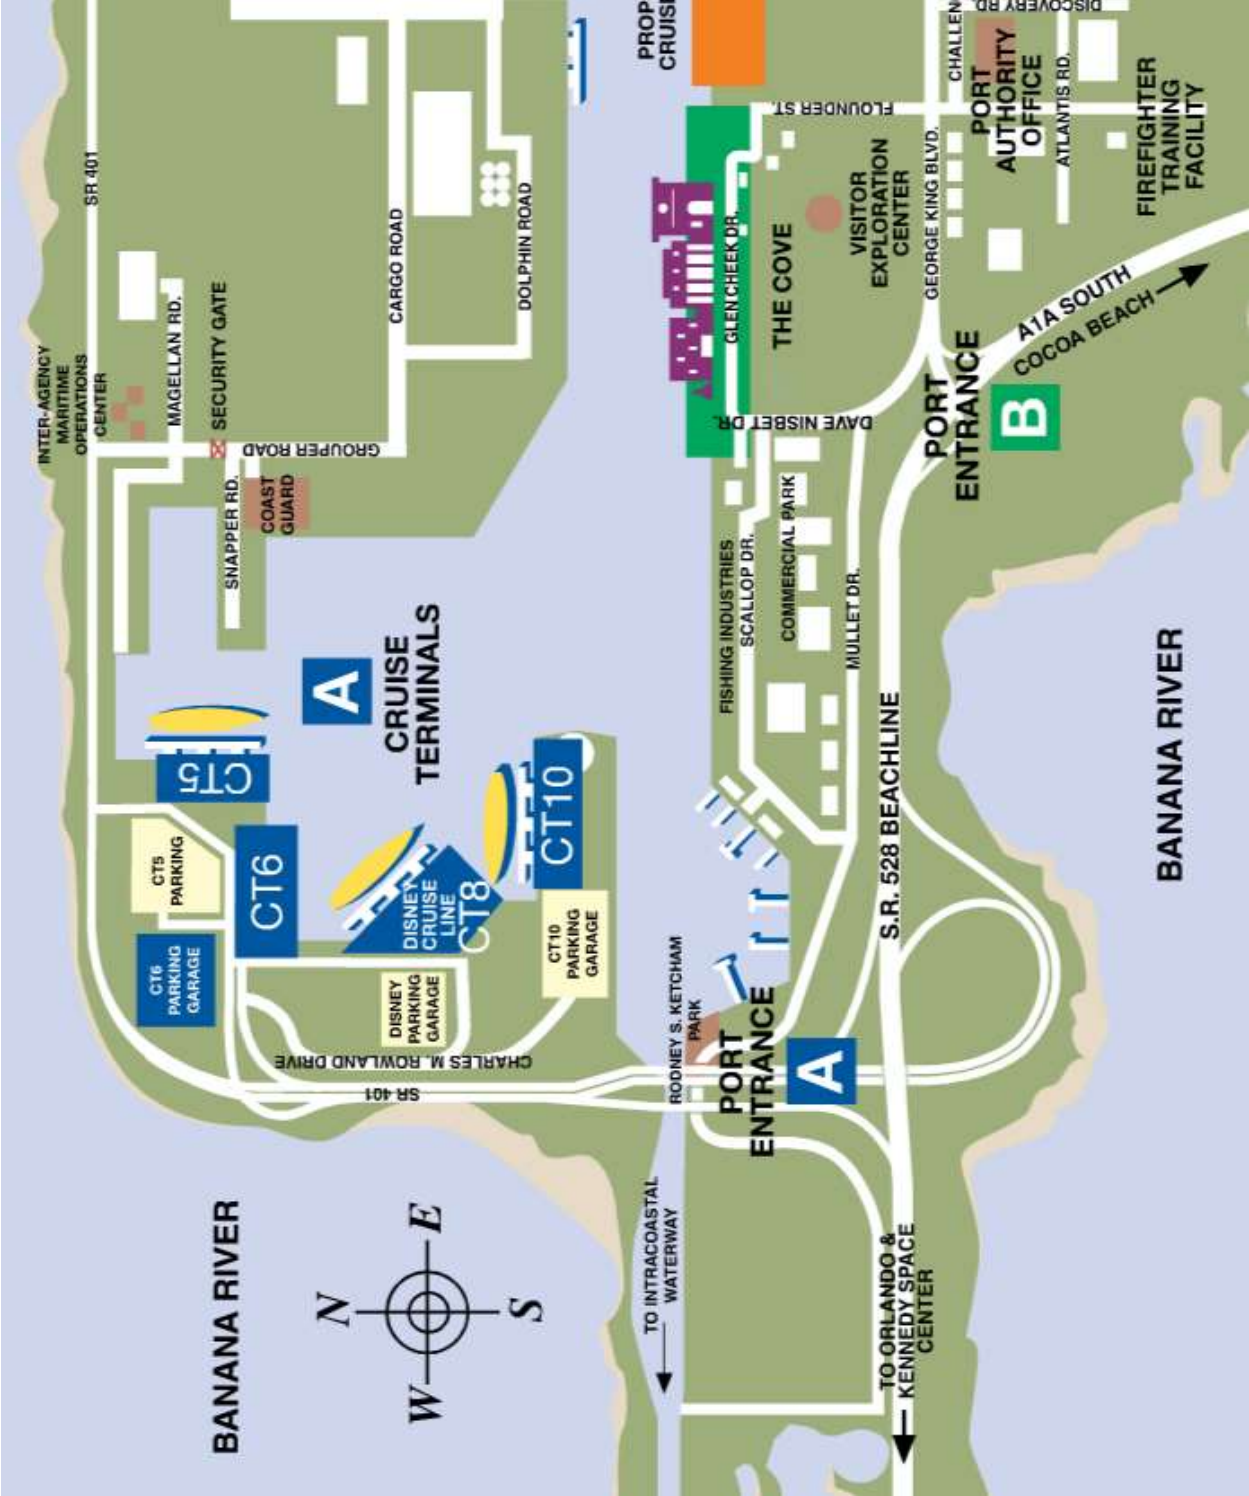 BANANA RIVER
N
W
E
S
CT6
PARKING
GARAGE
CT5
PARKING
CT6
CT5
A
CRUISE
TERMINALS
DISNEY
CRUISE
LINE
CT8
CT10
DISNEY
PARKING
GARAGE
CT10
PARKING
GARAGE
CHARLES M. ROWLAND DRIVE
SR 401
INTER-AGENCY
MARITIME
OPERATIONS
CENTER
MAGELLAN RD.
SECURITY GATE
GROUPER ROAD
SNAPPER RD.
COAST
GUARD
SR 401
CARGO ROAD
DOLPHIN ROAD
TO INTRACOASTAL
WATERWAY
RODNEY S. KETCHAM
PARK
PORT
ENTRANCE
A
TO ORLANDO &
KENNEDY SPACE
CENTER
S.R. 528 BEACHLINE
FISHING INDUSTRIES
SCALLOP DR.
COMMERCIAL PARK
MULLET DR.
DAVE NISBET DR.
GLEN CHEEK DR.
THE COVE
VISITOR
EXPLORATION
CENTER
GEORGE KING BLVD.
FLOUNDER ST.
PROP
CRUISE
PORT
ENTRANCE
B
A1A SOUTH
COCOA BEACH
CHALLEN
DISCOVERY RD.
PORT
AUTHORITY
OFFICE
ATLANTIS RD.
FIREFIGHTER
TRAINING
FACILITY
BANANA RIVER